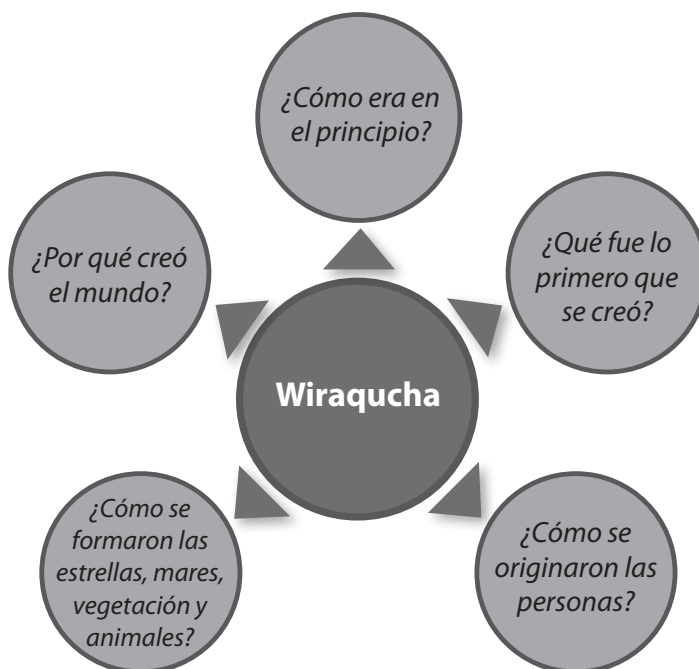 ¿Cómo era en
el principio?
¿Por qué creó
el mundo?
¿Qué fue lo
primero que
se creó?
Wiraqucha
¿Cómo se
formaron las
estrellas, mares,
vegetación y
animales?
¿Cómo se
originaron las
personas?